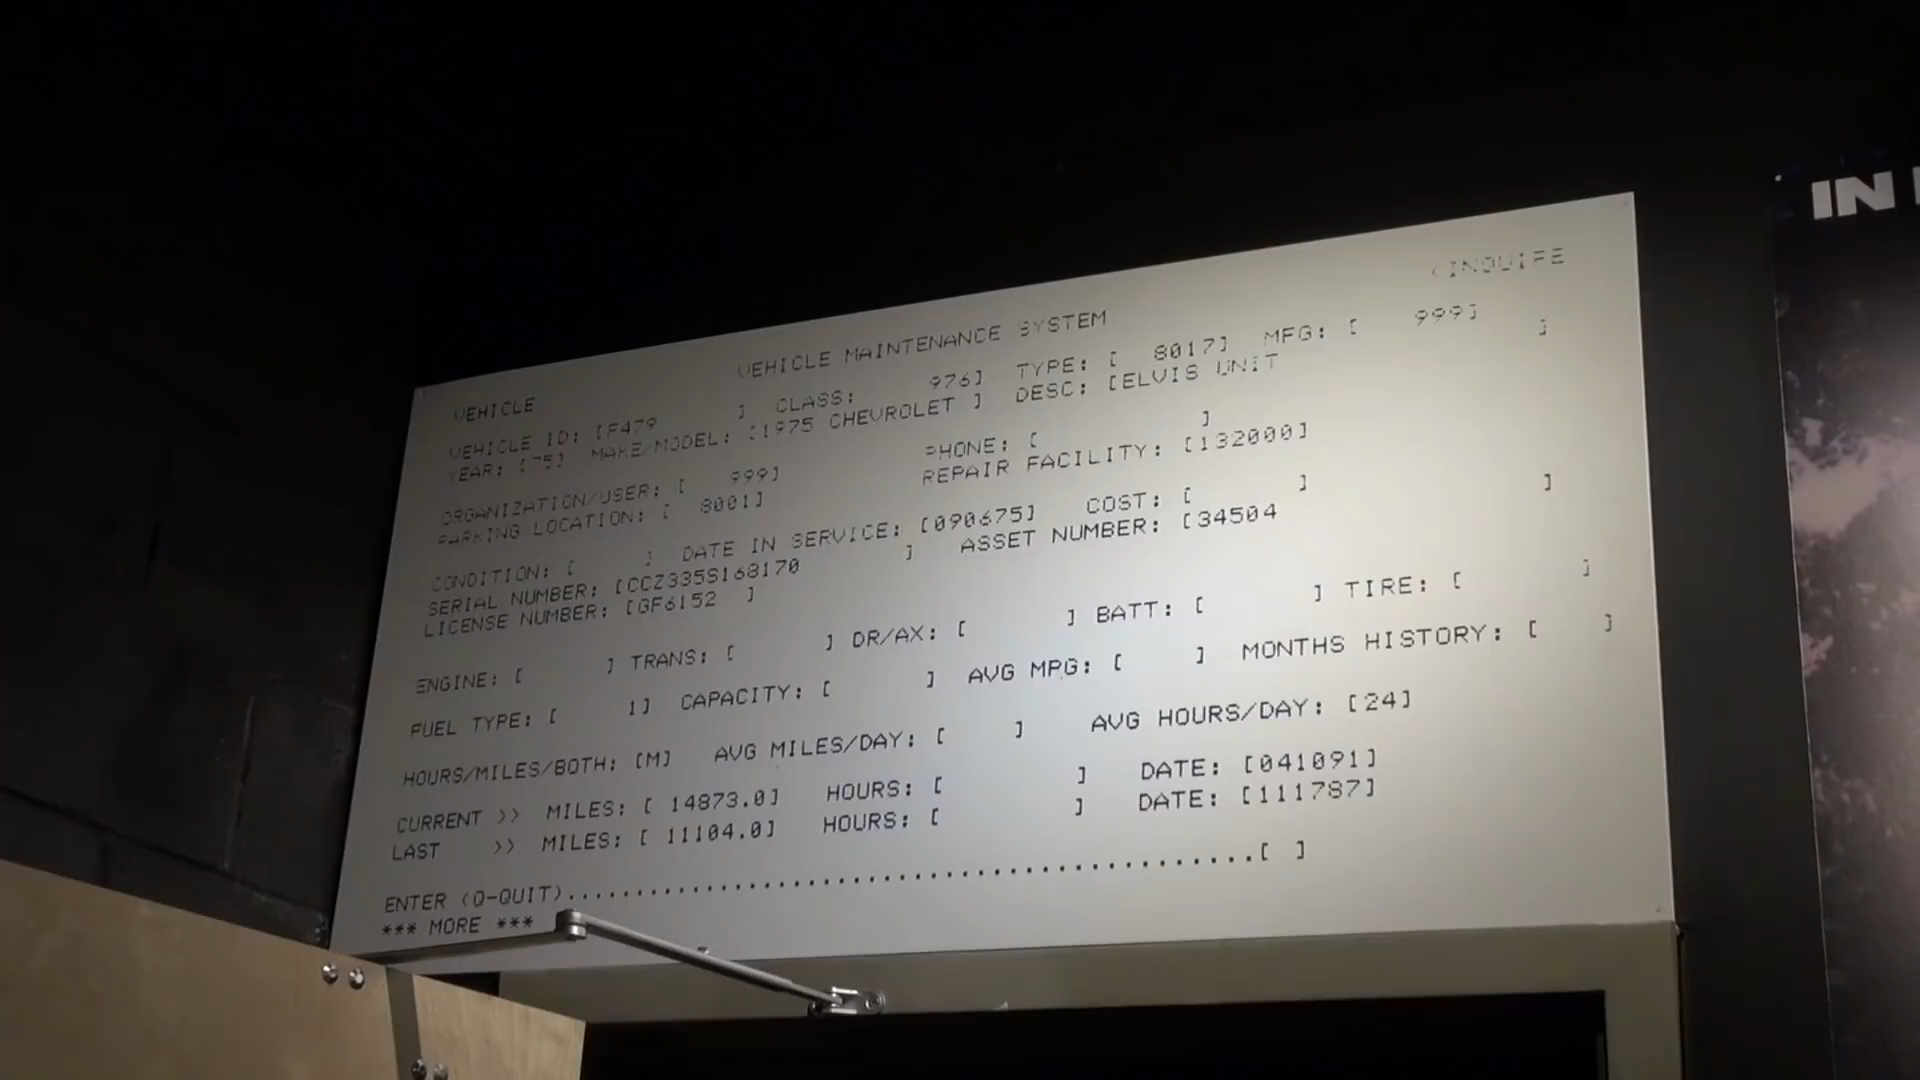 <INQUIRE
VEHICLE MAINTENANCE SYSTEM
VEHICLE
VEHICLE ID: [F479 ] CLASS: 976] TYPE: [ 8017] MFG: [ 999]
YEAR: [75] MAKE/MODEL: [1975 CHEVROLET ] DESC: [ELVIS UNIT ]
ORGANIZATION/USER: [ 999] PHONE: [ ]
PARKING LOCATION: [ 8001] REPAIR FACILITY: [132000]
CONDITION: [ ] DATE IN SERVICE: [090675] COST: [ ]
SERIAL NUMBER: [CCZ335S168170 ] ASSET NUMBER: [34504 ]
LICENSE NUMBER: [GF6152 ]
ENGINE: [ ] TRANS: [ ] DR/AX: [ ] BATT: [ ] TIRE: [ ]
FUEL TYPE: [ 1] CAPACITY: [ ] AVG MPG: [ ] MONTHS HISTORY: [ ]
HOURS/MILES/BOTH: [M] AVG MILES/DAY: [ ] AVG HOURS/DAY: [24]
CURRENT >> MILES: [ 14873.0] HOURS: [ ] DATE: [041091]
LAST >> MILES: [ 11104.0] HOURS: [ ] DATE: [111787]
ENTER (Q-QUIT)..................................................[ ]
*** MORE ***
IN